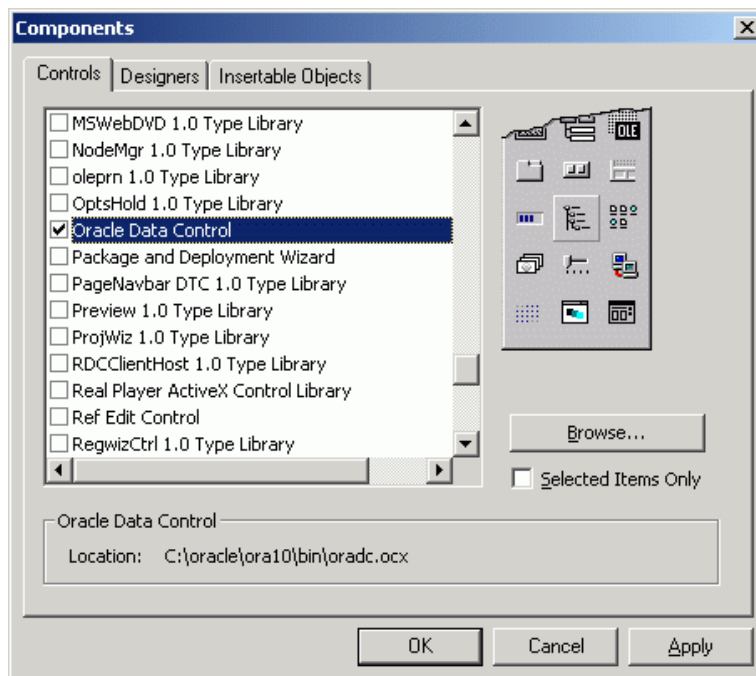 Components
Controls Designers Insertable Objects
MSWebDVD 1.0 Type Library
NodeMgr 1.0 Type Library
oleprn 1.0 Type Library
OptsHold 1.0 Type Library
Oracle Data Control
Package and Deployment Wizard
PageNavbar DTC 1.0 Type Library
Preview 1.0 Type Library
ProjWiz 1.0 Type Library
RDCClientHost 1.0 Type Library
Real Player ActiveX Control Library
Ref Edit Control
RegwizCtrl 1.0 Type Library
OLE
Browse...
Selected Items Only
Oracle Data Control
Location: C:\oracle\ora10\bin\oradc.ocx
OK Cancel Apply